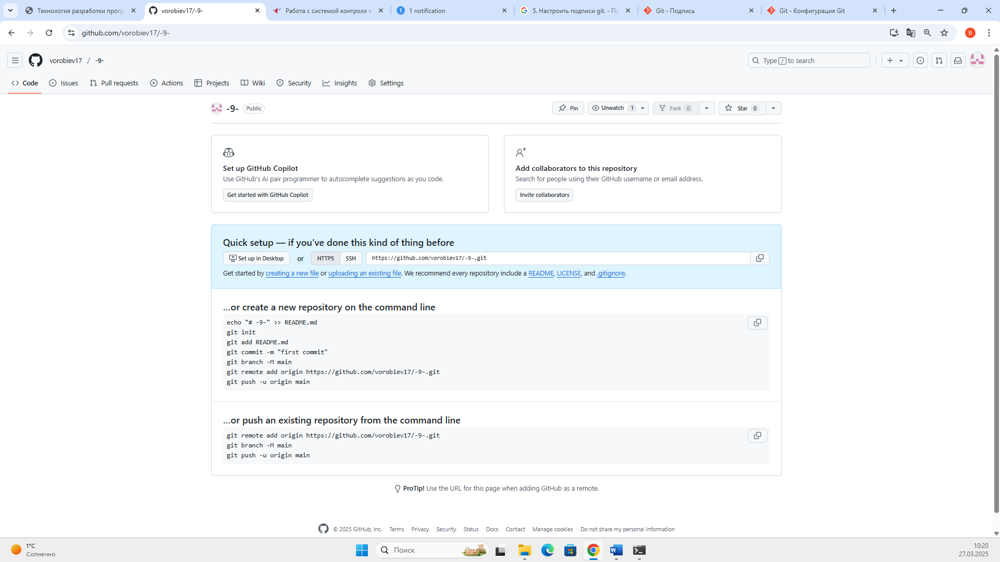 Технология разработки прогр
vorobiev17/-9-
Работа с системой контроля в
1
1 notification
5. Настроить подписи git. - По
Git - Подпись
Git - Конфигурация Git
github.com/vorobiev17/-9-
B
vorobiev17 / -9-
Type / to search
Code
Issues
Pull requests
Actions
Projects
Wiki
Security
Insights
Settings
-9-
Public
Pin
Unwatch 1
Fork 0
Star 0
Set up GitHub Copilot
Use GitHub's AI pair programmer to autocomplete suggestions as you code.
Get started with GitHub Copilot
Add collaborators to this repository
Search for people using their GitHub username or email address.
Invite collaborators
Quick setup — if you’ve done this kind of thing before
Set up in Desktop or HTTPS SSH https://github.com/vorobiev17/-9-.git
Get started by creating a new file or uploading an existing file. We recommend every repository include a README, LICENSE, and .gitignore.
…or create a new repository on the command line
echo "# -9-" >> README.md
git init
git add README.md
git commit -m "first commit"
git branch -M main
git remote add origin https://github.com/vorobiev17/-9-.git
git push -u origin main
…or push an existing repository from the command line
git remote add origin https://github.com/vorobiev17/-9-.git
git branch -M main
git push -u origin main
ProTip! Use the URL for this page when adding GitHub as a remote.
© 2025 GitHub, Inc. Terms Privacy Security Status Docs Contact Manage cookies Do not share my personal information
1°C
Солнечно
Поиск
10:20
27.03.2025